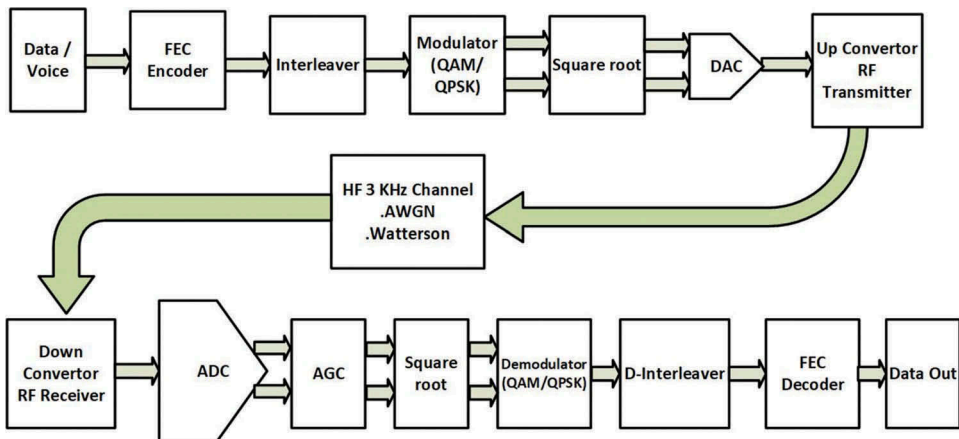 Data /
Voice
FEC
Encoder
Interleaver
Modulator
(QAM/
QPSK)
Square root
DAC
Up Convertor
RF
Transmitter
HF 3 KHz Channel
.AWGN
.Watterson
Down
Convertor
RF Receiver
ADC
AGC
Square
root
Demodulator
(QAM/QPSK)
D-Interleaver
FEC
Decoder
Data Out